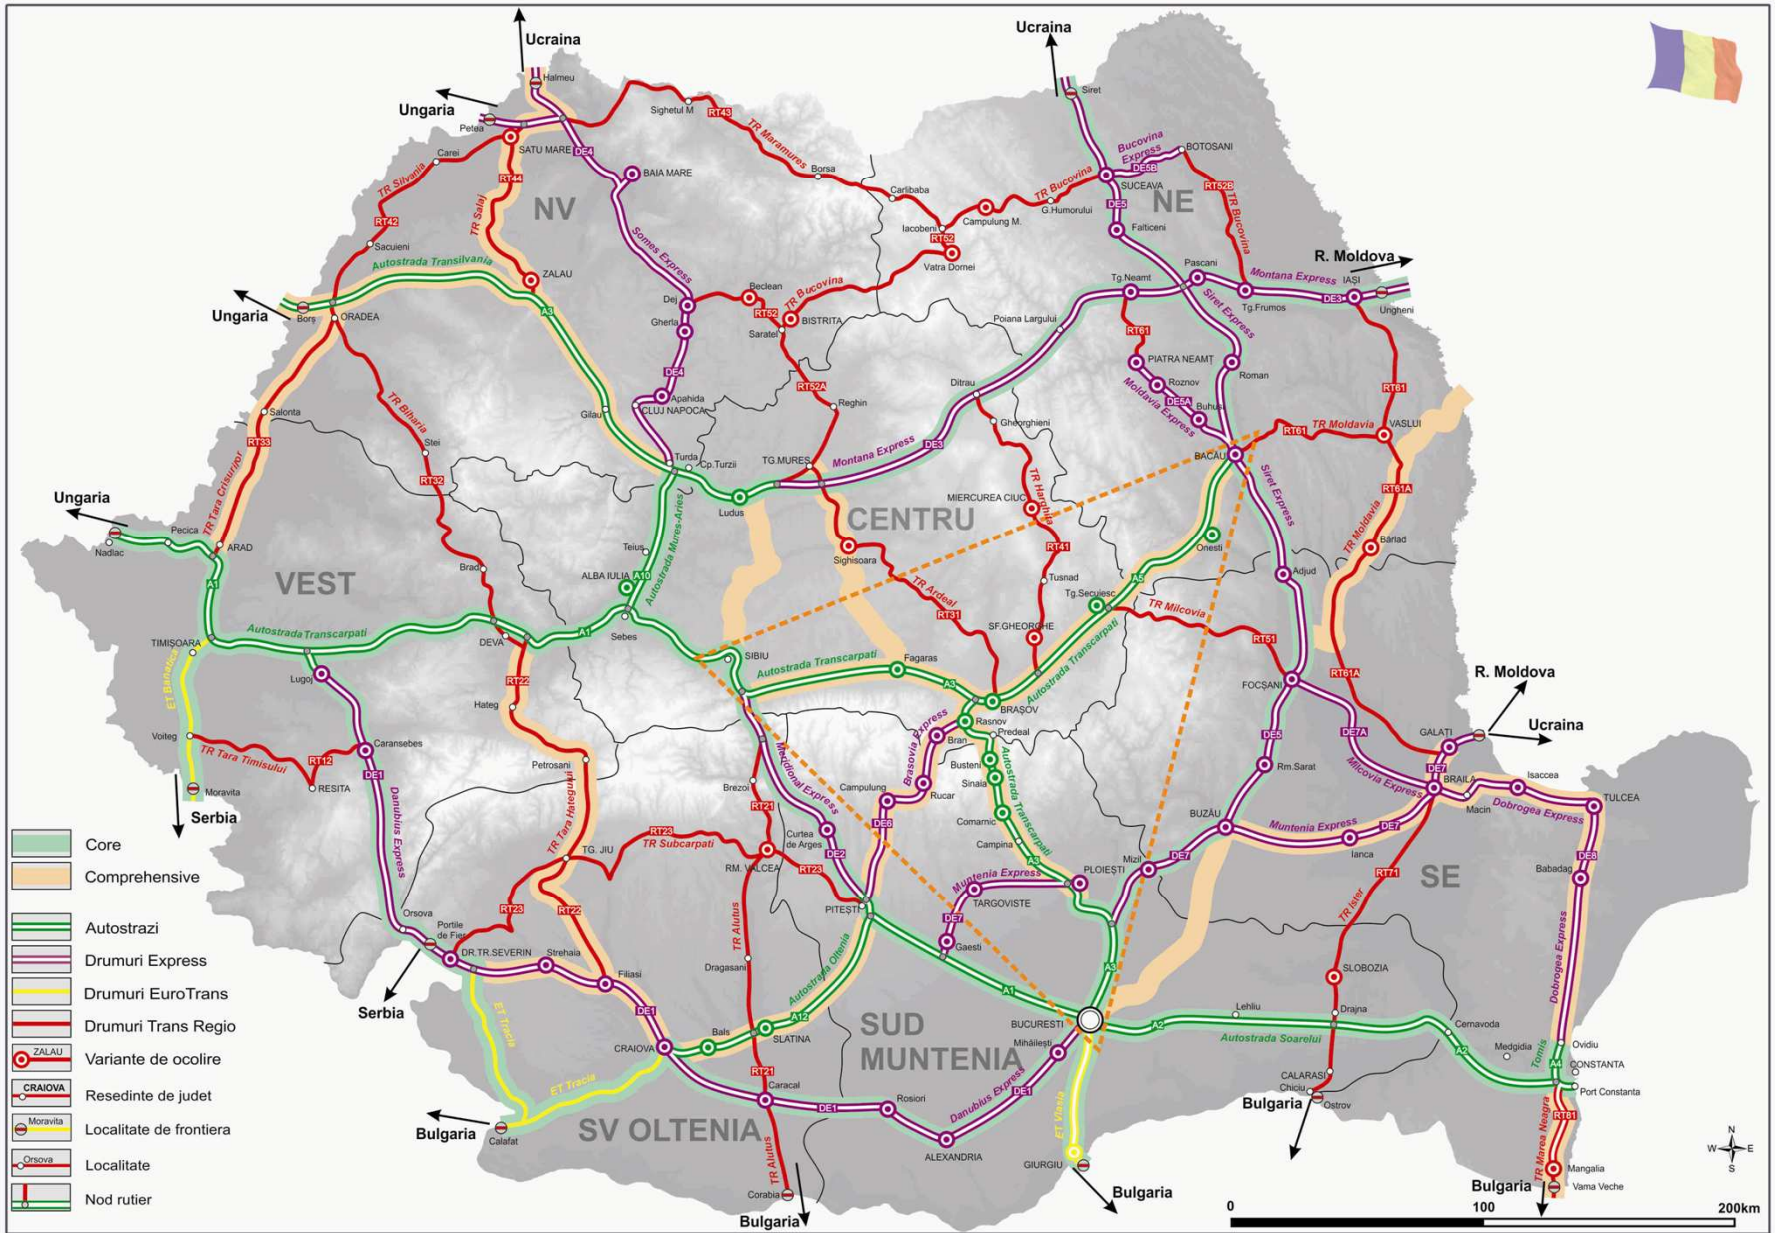 Ucraina
Ucraina
Halmeu
Siret
Ungaria
Petea
SATU MARE
Sighetul M
RT43
TR Maramures
DE4
Carei
TR Silvania
RT44
BAIA MARE
Borsa
Bucovina
Express
BOTOSANI
DE5B
SUCEAVA
RT52B
TR Bucovina
NV
TR Salaj
RT42
Carlibaba
Campulung M.
G.Humorului
TR Bucovina
NE
DE5
Falticeni
Iacobeni
RT52
Vatra Dornei
Sacuieni
Somes Express
Autostrada Transilvania
ZALAU
R. Moldova
Pascani
Montana Express
IAȘI
Tg.Neamt
DE3
Ungheni
Tg.Frumos
Siret Express
Ungaria
Borș
ORADEA
A3
Dej
Beclean
RT52
TR Bucovina
BISTRITA
Saratel
Gherla
Poiana Largului
RT61
PIATRA NEAMȚ
Roman
DE4
RT52A
Ditrau
Roznov
DE5A
Moldavia Express
Buhusi
RT61
TR Biharia
Apahida
CLUJ NAPOCA
Reghin
Gilau
Salonta
Gheorghieni
RT61
TR Moldavia
VASLUI
RT33
Stei
BACĂU
TR Tara Crisurilor
RT32
Turda
Cp.Turzii
TG.MURES
Montana Express
DE3
TR Harghita
Siret Express
RT61A
Ludus
MIERCUREA CIUC
Ungaria
Pecica
Nadlac
ARAD
CENTRU
Autostrada Mures-Aries
Teius
Sighisoara
RT41
Onesti
TR Moldavia
Bârlad
A1
VEST
Brad
ALBA IULIA
A10
Tusnad
A5
Adjud
TR Ardeal
RT31
Tg.Secuiesc
TR Milcovia
RT51
Autostrada Transcarpati
A1
Sebes
SF.GHEORGHE
TIMIȘOARA
DEVA
SIBIU
Autostrada Transcarpati
Fagaras
Autostrada Transcarpati
ET Banatica
Lugoj
RT22
A3
BRAȘOV
FOCȘANI
RT61A
R. Moldova
Hateg
Rasnov
Predeal
Ucraina
Voiteg
Caransebes
Meridional Express
Brasovia Express
Bran
DE7A
GALAȚI
TR Tara Timisului
RT12
DE1
Petrosani
Busteni
Sinaia
DE5
Rm.Sarat
DE7
Milcovia Express
BRAILA
Isaccea
RESITA
Moravita
Brezoi
Campulung
Rucar
Autostrada Transcarpati
Macin
Dobrogea Express
TULCEA
Serbia
TR Tara Hategului
RT21
DE6
Comarnic
BUZĂU
Danubius Express
RT23
TR Subcarpati
Curtea
de Arges
Campina
Muntenia Express
DE7
TG. JIU
DE2
A3
Mizil
DE7
Ianca
DE8
RM. VALCEA
RT23
Muntenia Express
PLOIEȘTI
RT71
SE
Babadag
PITEȘTI
TARGOVISTE
Orsova
RT23
RT22
DE7
TR Ister
Portile
de Fier
TR Alutus
Gaesti
DR.TR.SEVERIN
Strehaia
Autostrada Oltenia
Dobrogea Express
Filiasi
Dragasani
A3
SLOBOZIA
Serbia
A1
ET Tracia
DE1
Bals
A12
SUD
MUNTENIA
BUCURESTI
Lehliu
Drajna
A2
SLATINA
Autostrada Soarelui
Cernavoda
CRAIOVA
Mihăilești
A2
Medgidia
Tomis
Ovidiu
A4
CONSTANTA
ET Tracia
RT21
Caracal
CALARASI
Port Constanta
Chiciu
Ostrov
Danubius Express
DE1
DE1
Rosiori
RT81
Bulgaria
Calafat
SV OLTENIA
ET Vlasia
Bulgaria
ALEXANDRIA
TR Alutus
TR Marea Neagra
GIURGIU
Mangalia
Corabia
Bulgaria
Bulgaria
Vama Veche
Bulgaria
N
W
E
S
0
100
200km
Core
Comprehensive
Autostrazi
Drumuri Express
Drumuri EuroTrans
Drumuri Trans Regio
ZALAU
Variante de ocolire
CRAIOVA
Resedinte de judet
Moravita
Localitate de frontiera
Orsova
Localitate
Nod rutier